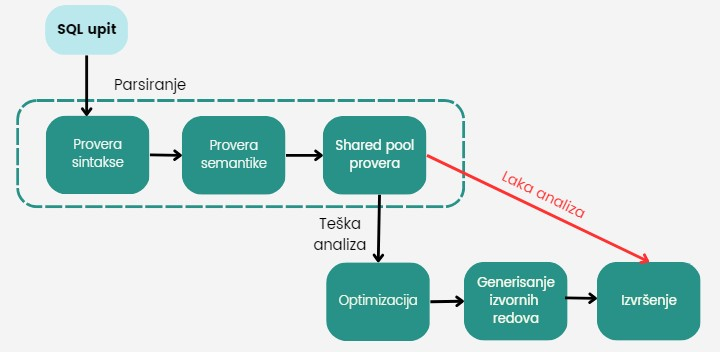 SQL upit
Parsiranje
Provera
sintakse
Provera
semantike
Shared pool
provera
Laka analiza
Teška
analiza
Optimizacija
Generisanje
izvornih
redova
Izvršenje